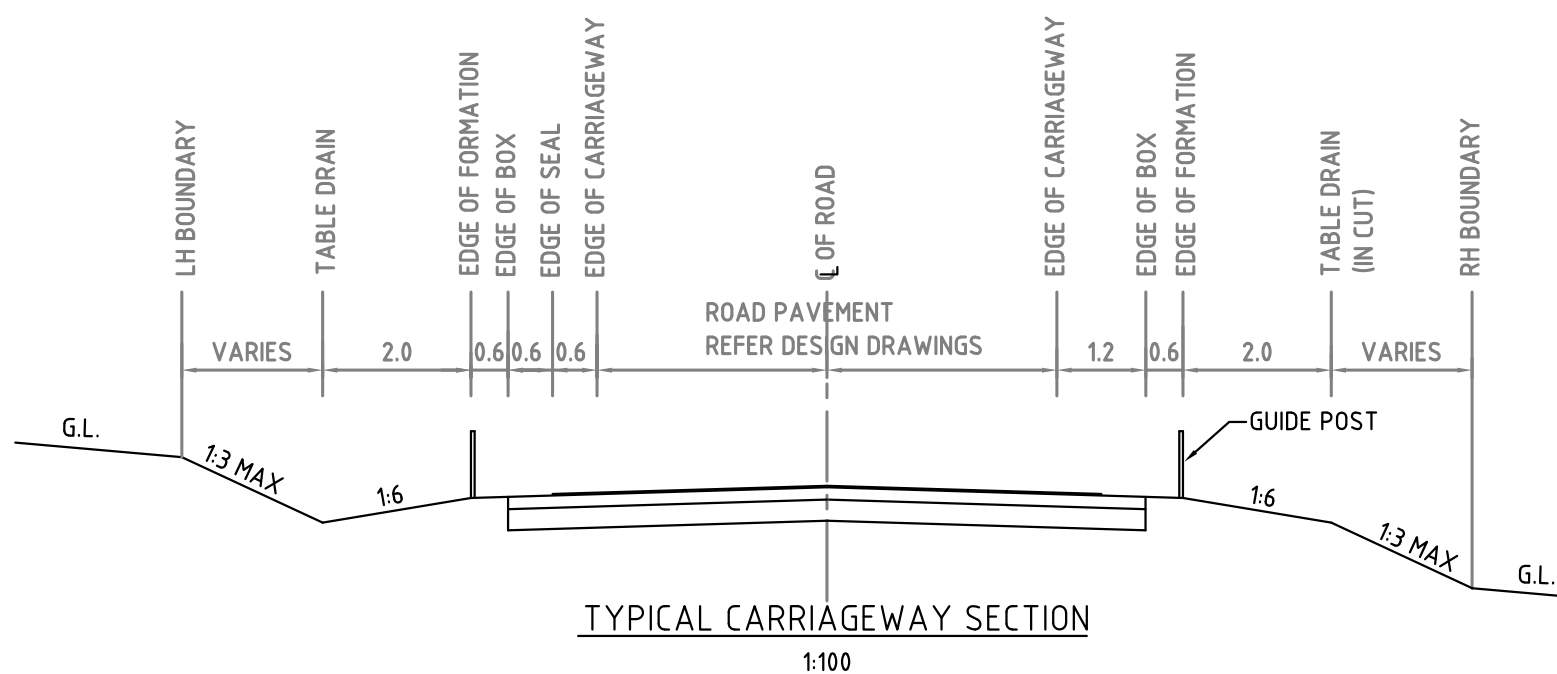 LH BOUNDARY
TABLE DRAIN
EDGE OF FORMATION
EDGE OF BOX
EDGE OF SEAL
EDGE OF CARRIAGEWAY
℄ OF ROAD
EDGE OF CARRIAGEWAY
EDGE OF BOX
EDGE OF FORMATION
TABLE DRAIN
(IN CUT)
RH BOUNDARY
ROAD PAVEMENT
REFER DESIGN DRAWINGS
VARIES
2.0
0.6
0.6
0.6
1.2
0.6
2.0
VARIES
GUIDE POST
G.L.
1:3 MAX
1:6
1:6
1:3 MAX
G.L.
TYPICAL CARRIAGEWAY SECTION
1:100